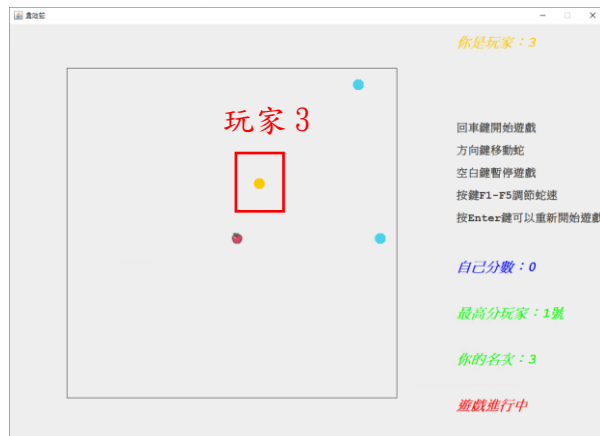 貪吃蛇
你是玩家：3
玩家 3
回車鍵開始遊戲
方向鍵移動蛇
空白鍵暫停遊戲
按鍵F1-F5調節蛇速
按Enter鍵可以重新開始遊戲
自己分數：0
最高分玩家：1號
你的名次：3
遊戲進行中